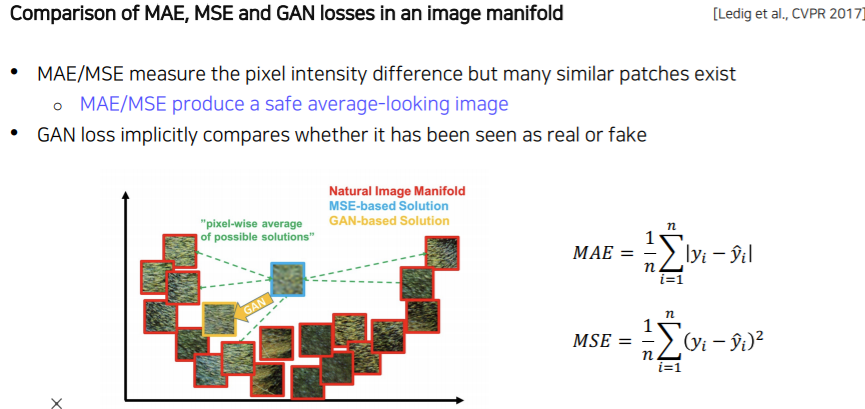 Comparison of MAE, MSE and GAN losses in an image manifold
[Ledig et al., CVPR 2017]
• MAE/MSE measure the pixel intensity difference but many similar patches exist
○ MAE/MSE produce a safe average-looking image
• GAN loss implicitly compares whether it has been seen as real or fake
Natural Image Manifold
MSE-based Solution
GAN-based Solution
"pixel-wise average
of possible solutions"
GAN
MAE = 1/n ∑_{i=1}^{n} |y_i − ŷ_i|
MSE = 1/n ∑_{i=1}^{n} (y_i − ŷ_i)²